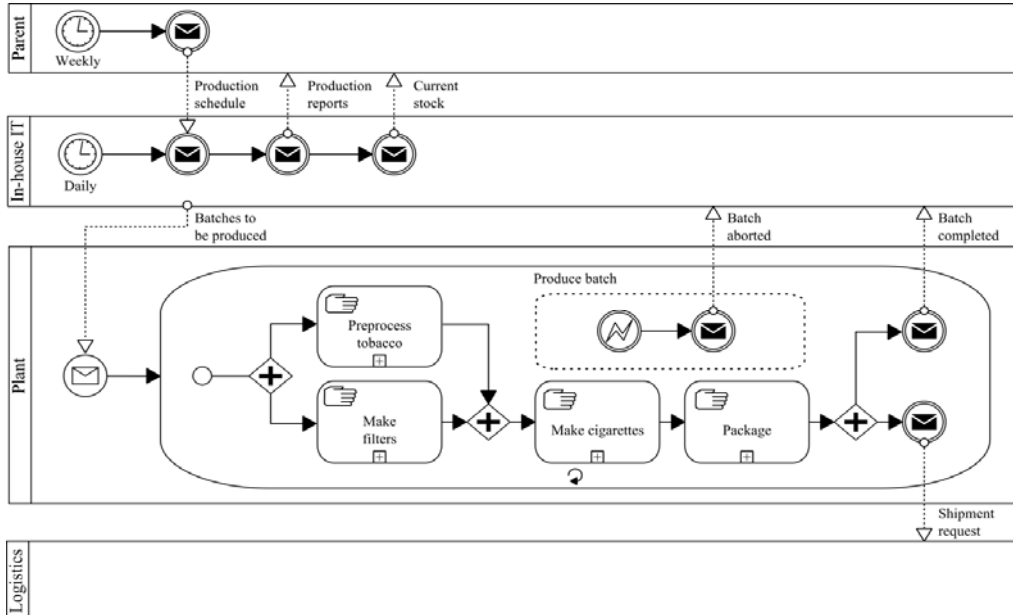 Parent
Weekly
Production
schedule
Production
reports
Current
stock
In-house IT
Daily
Batches to
be produced
Batch
aborted
Batch
completed
Plant
Produce batch
Preprocess
tobacco
Make
filters
Make cigarettes
Package
Shipment
request
Logistics